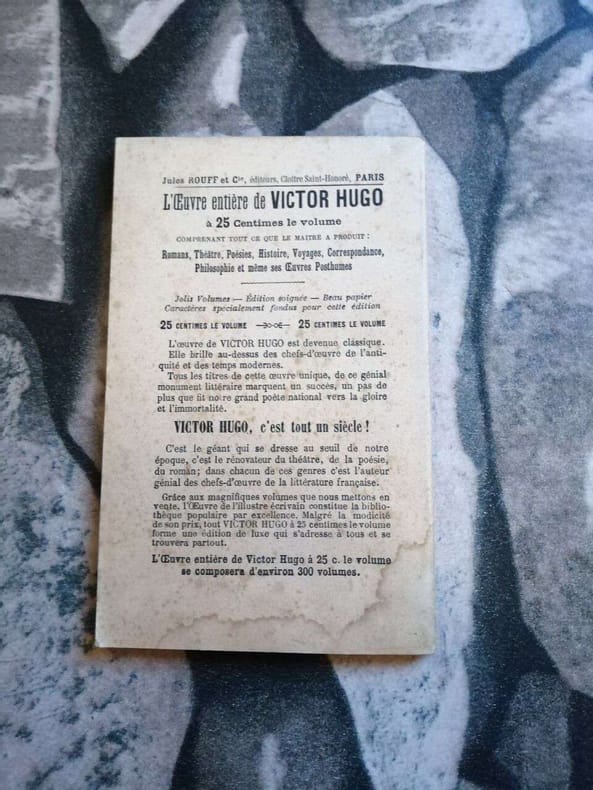 Jules ROUFF et Cie, éditeurs, Cloître Saint-Honoré, PARIS
L'Œuvre entière de VICTOR HUGO
à 25 Centimes le volume
COMPRENANT TOUT CE QUE LE MAITRE A PRODUIT :
Romans, Théâtre, Poésies, Histoire, Voyages, Correspondance,
Philosophie et même ses Œuvres Posthumes
Jolis Volumes — Édition soignée — Beau papier
Caractères spécialement fondus pour cette édition
25 CENTIMES LE VOLUME 25 CENTIMES LE VOLUME
L'œuvre de VICTOR HUGO est devenue classique.
Elle brille au-dessus des chefs-d'œuvre de l'anti-
quité et des temps modernes.
Tous les titres de cette œuvre unique, de ce génial
monument littéraire marquent un succès, un pas de
plus que fit notre grand poète national vers la gloire
et l'immortalité.
VICTOR HUGO, c'est tout un siècle !
C'est le géant qui se dresse au seuil de notre
époque, c'est le rénovateur du théâtre, de la poésie,
du roman; dans chacun de ces genres c'est l'auteur
génial des chefs-d'œuvre de la littérature française.
Grâce aux magnifiques volumes que nous mettons en
vente, l'Œuvre de l'illustre écrivain constitue la biblio-
thèque populaire par excellence. Malgré la modicité
de son prix, tout VICTOR HUGO à 25 centimes le volume
forme une édition de luxe qui s'adresse à tous et se
trouvera partout.
L'Œuvre entière de Victor Hugo à 25 c. le volume
se composera d'environ 300 volumes.